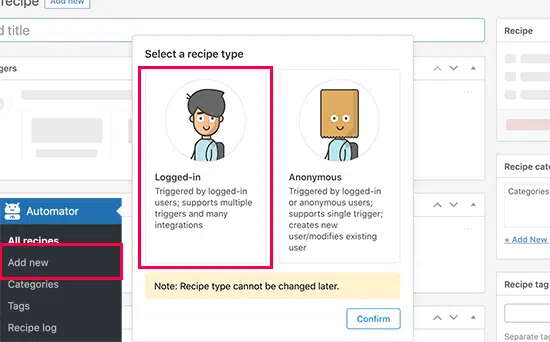 recipe Add new
d title
Select a recipe type
Recipe
gers
Logged-in
Triggered by logged-in
users; supports multiple
triggers and many
integrations
Anonymous
Triggered by logged-in
or anonymous users;
supports single trigger;
creates new
user/modifies existing
user
Note: Recipe type cannot be changed later.
Confirm
Automator
All recipes
Add new
Categories
Tags
Recipe log
Recipe cate
Categories
+ Add New
Recipe tag
Separate tag